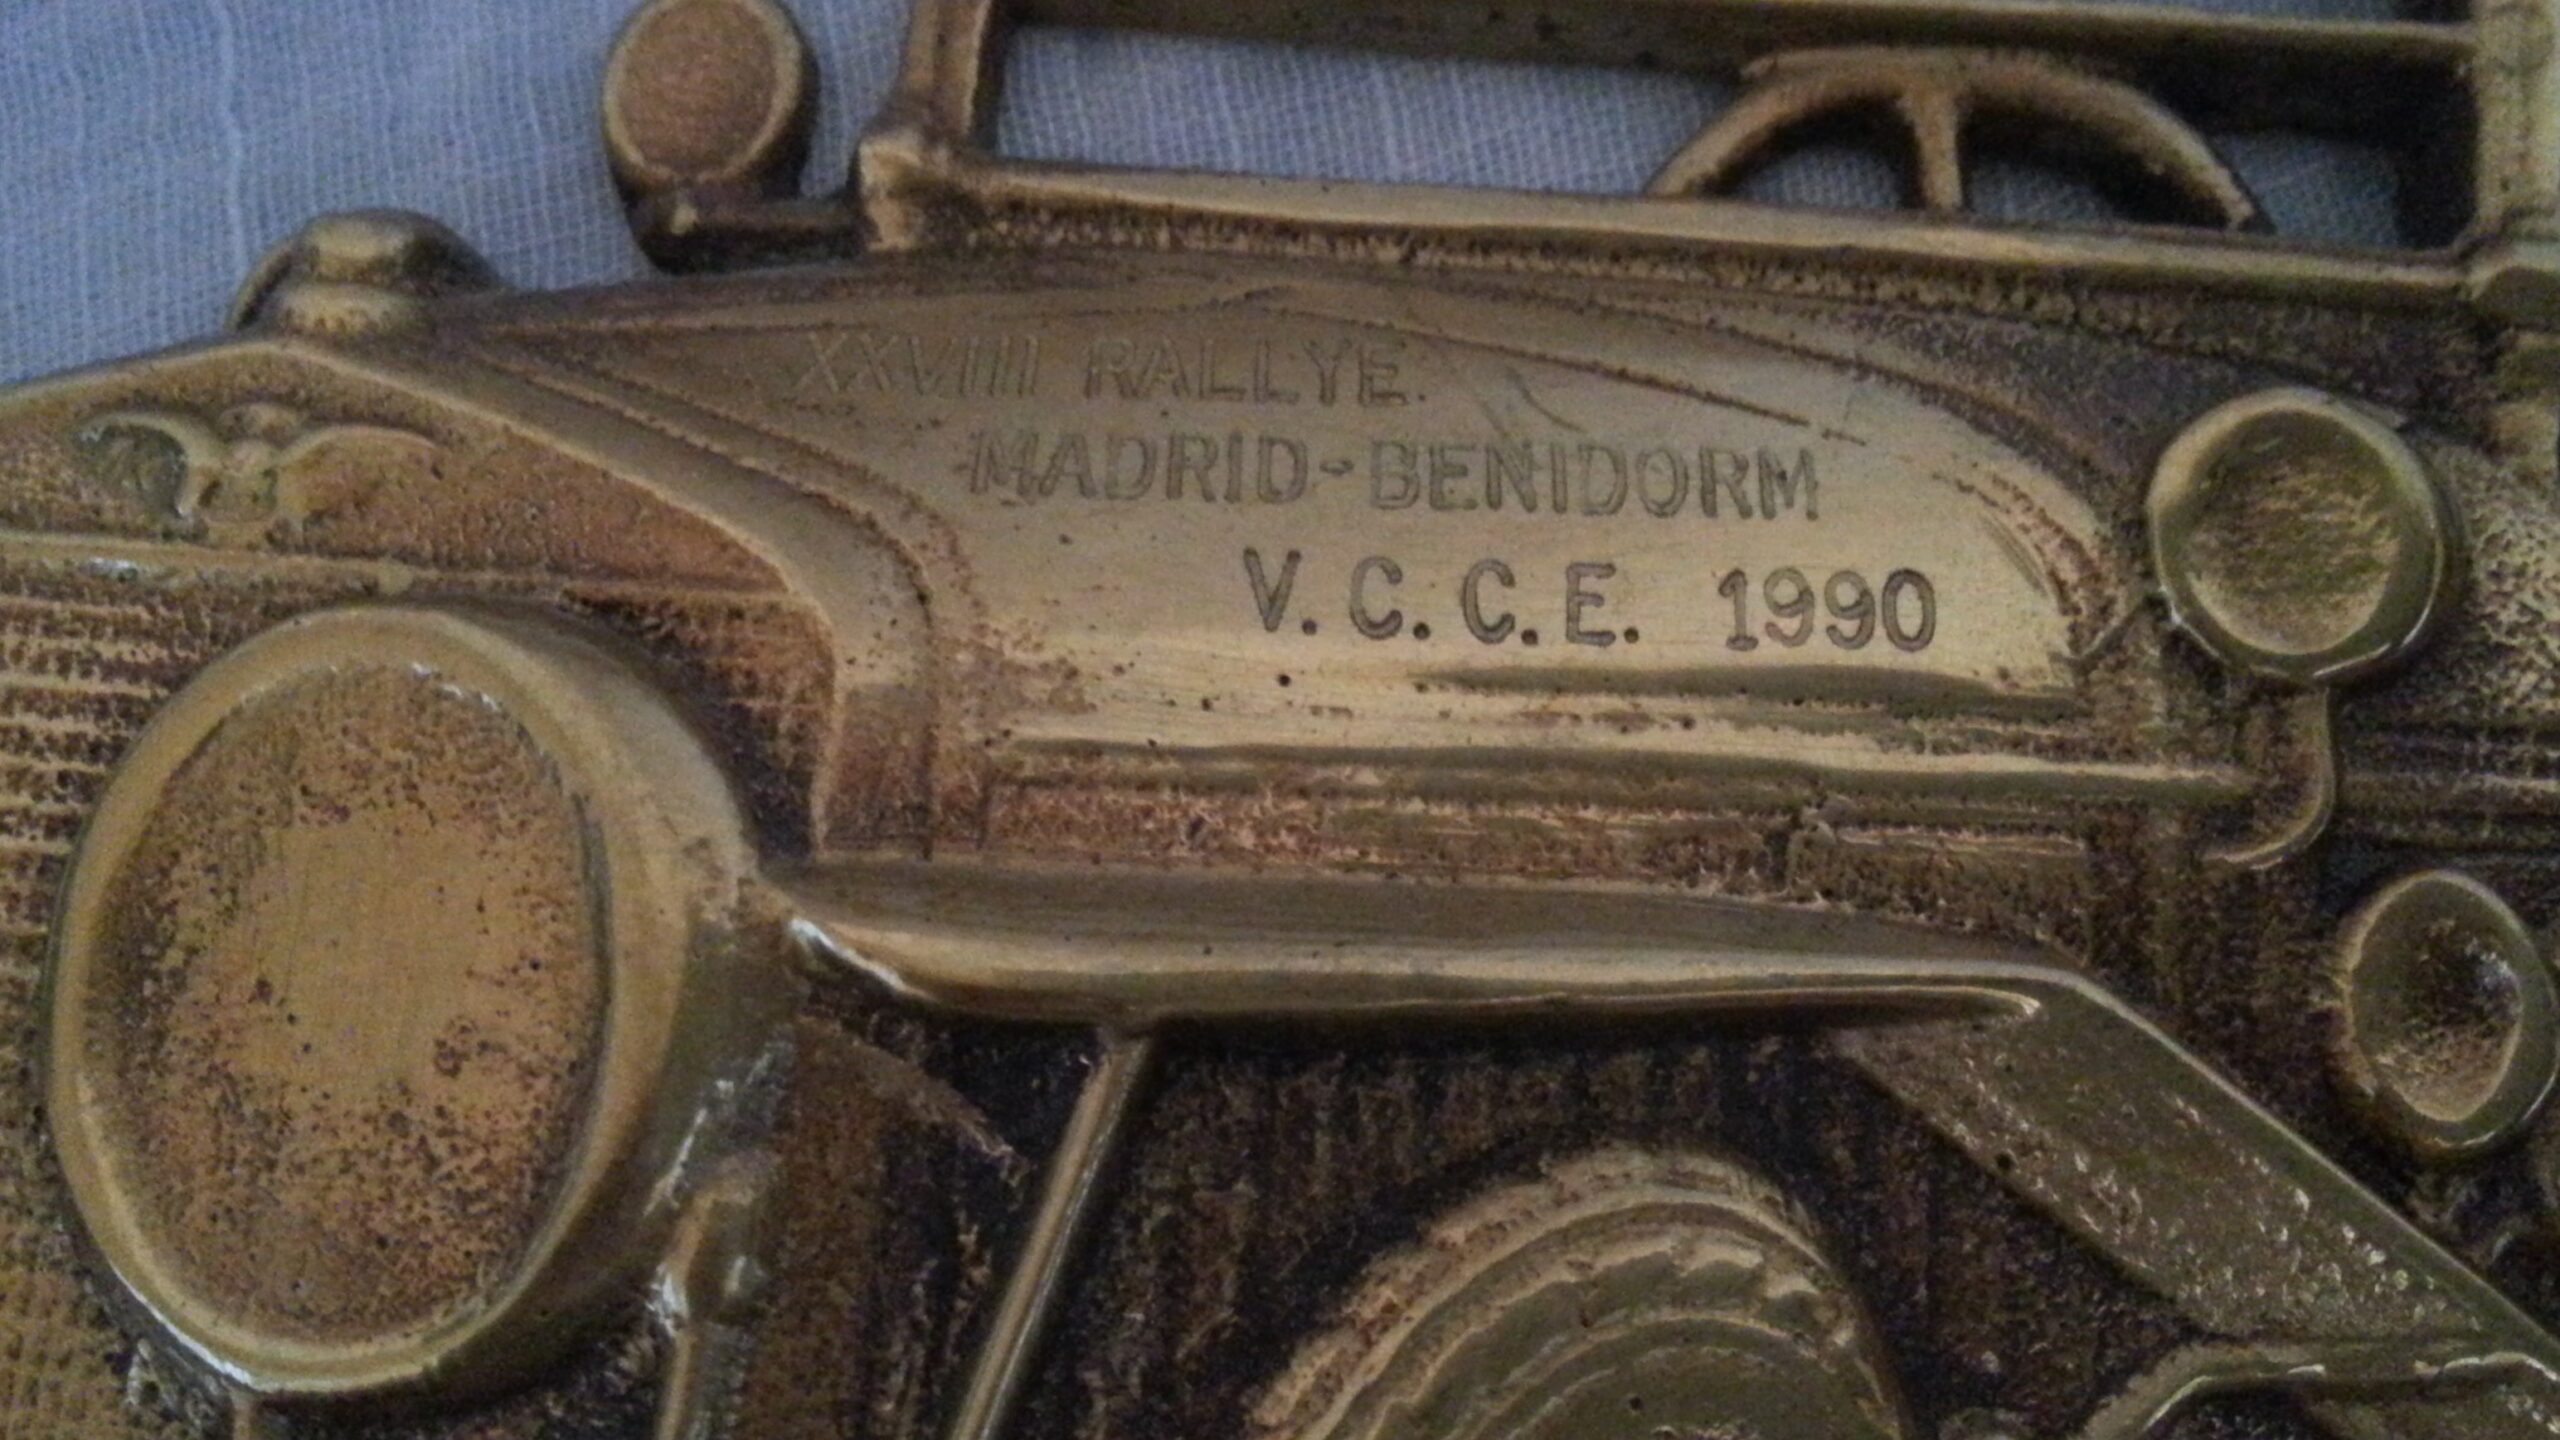 XXVIII RALLYE
MADRID-BENIDORM
V.C.C.E. 1990